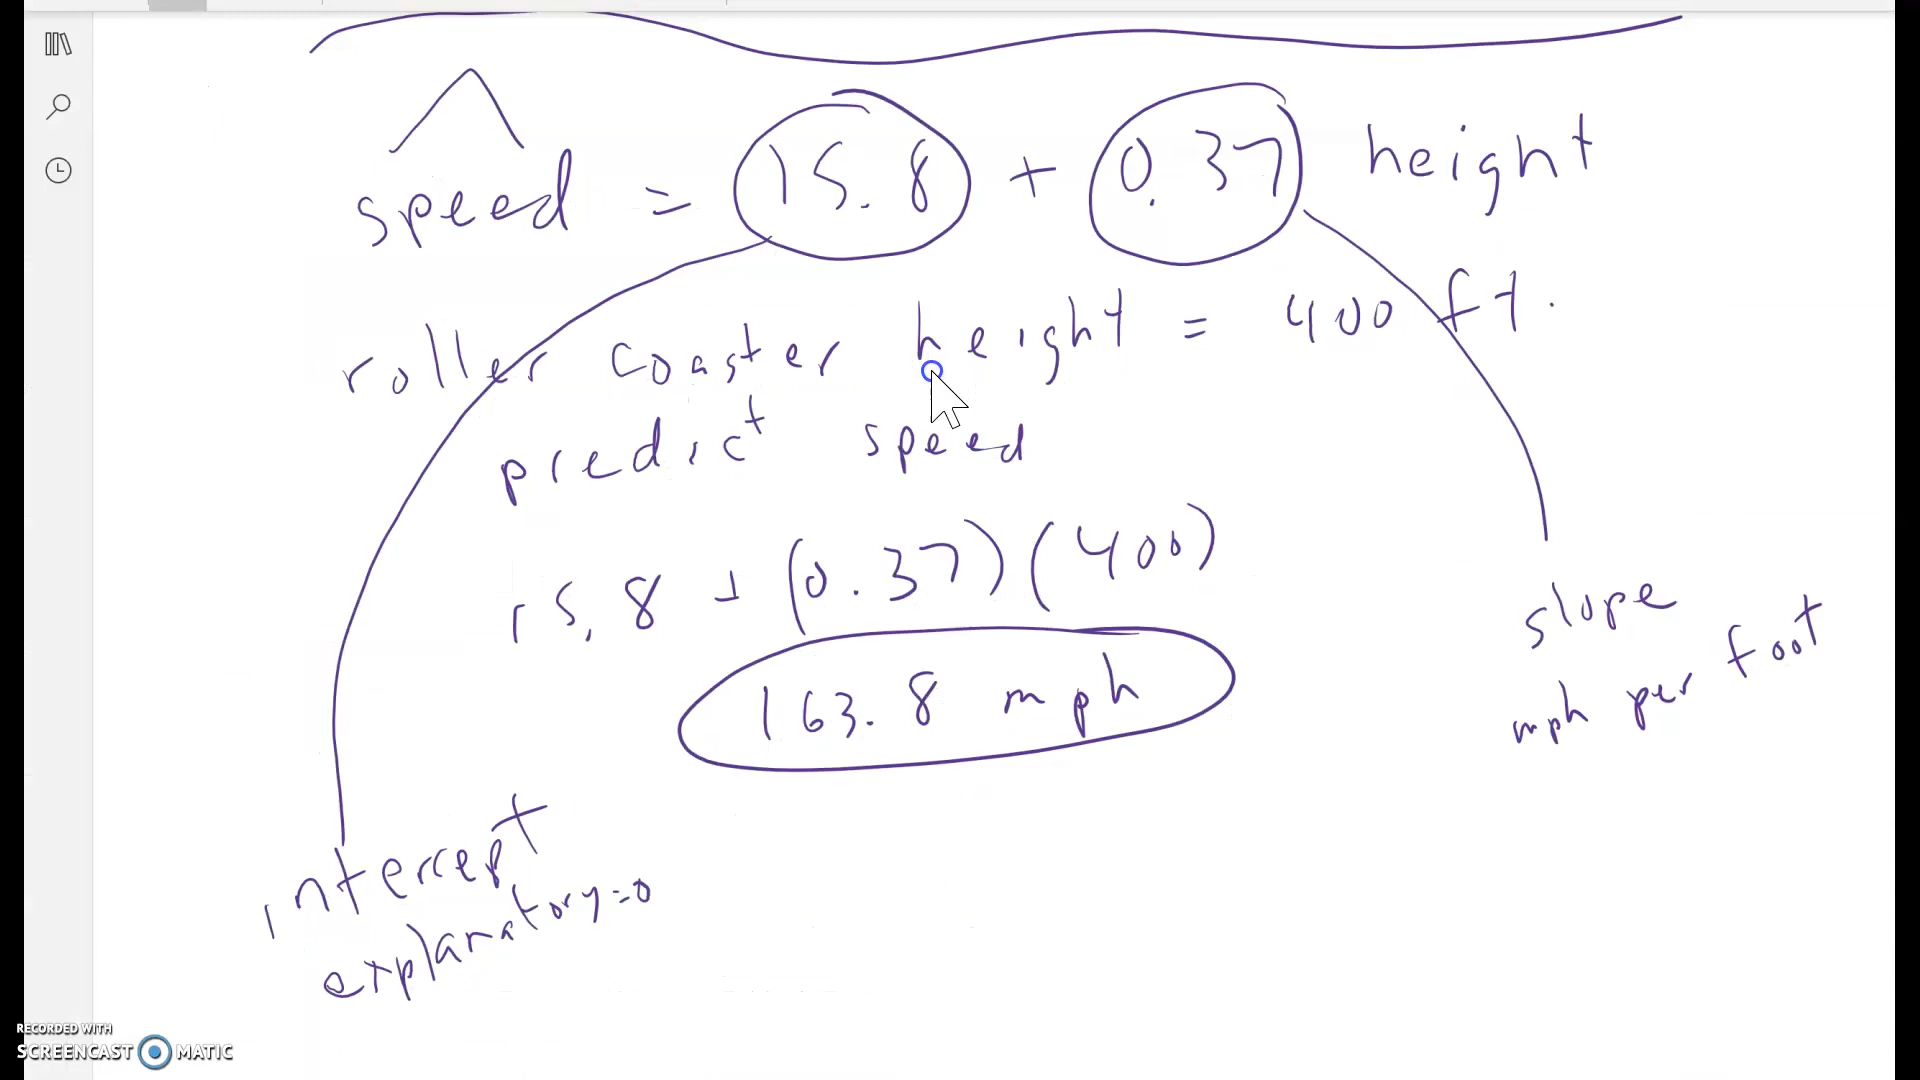 speed = 15.8 + 0.37 height
roller coaster height = 400 ft.
predict speed
15.8 + (0.37)(400)
163.8 mph
slope
mph per foot
intercept
explanatory=0
RECORDED WITH
SCREENCAST MATIC